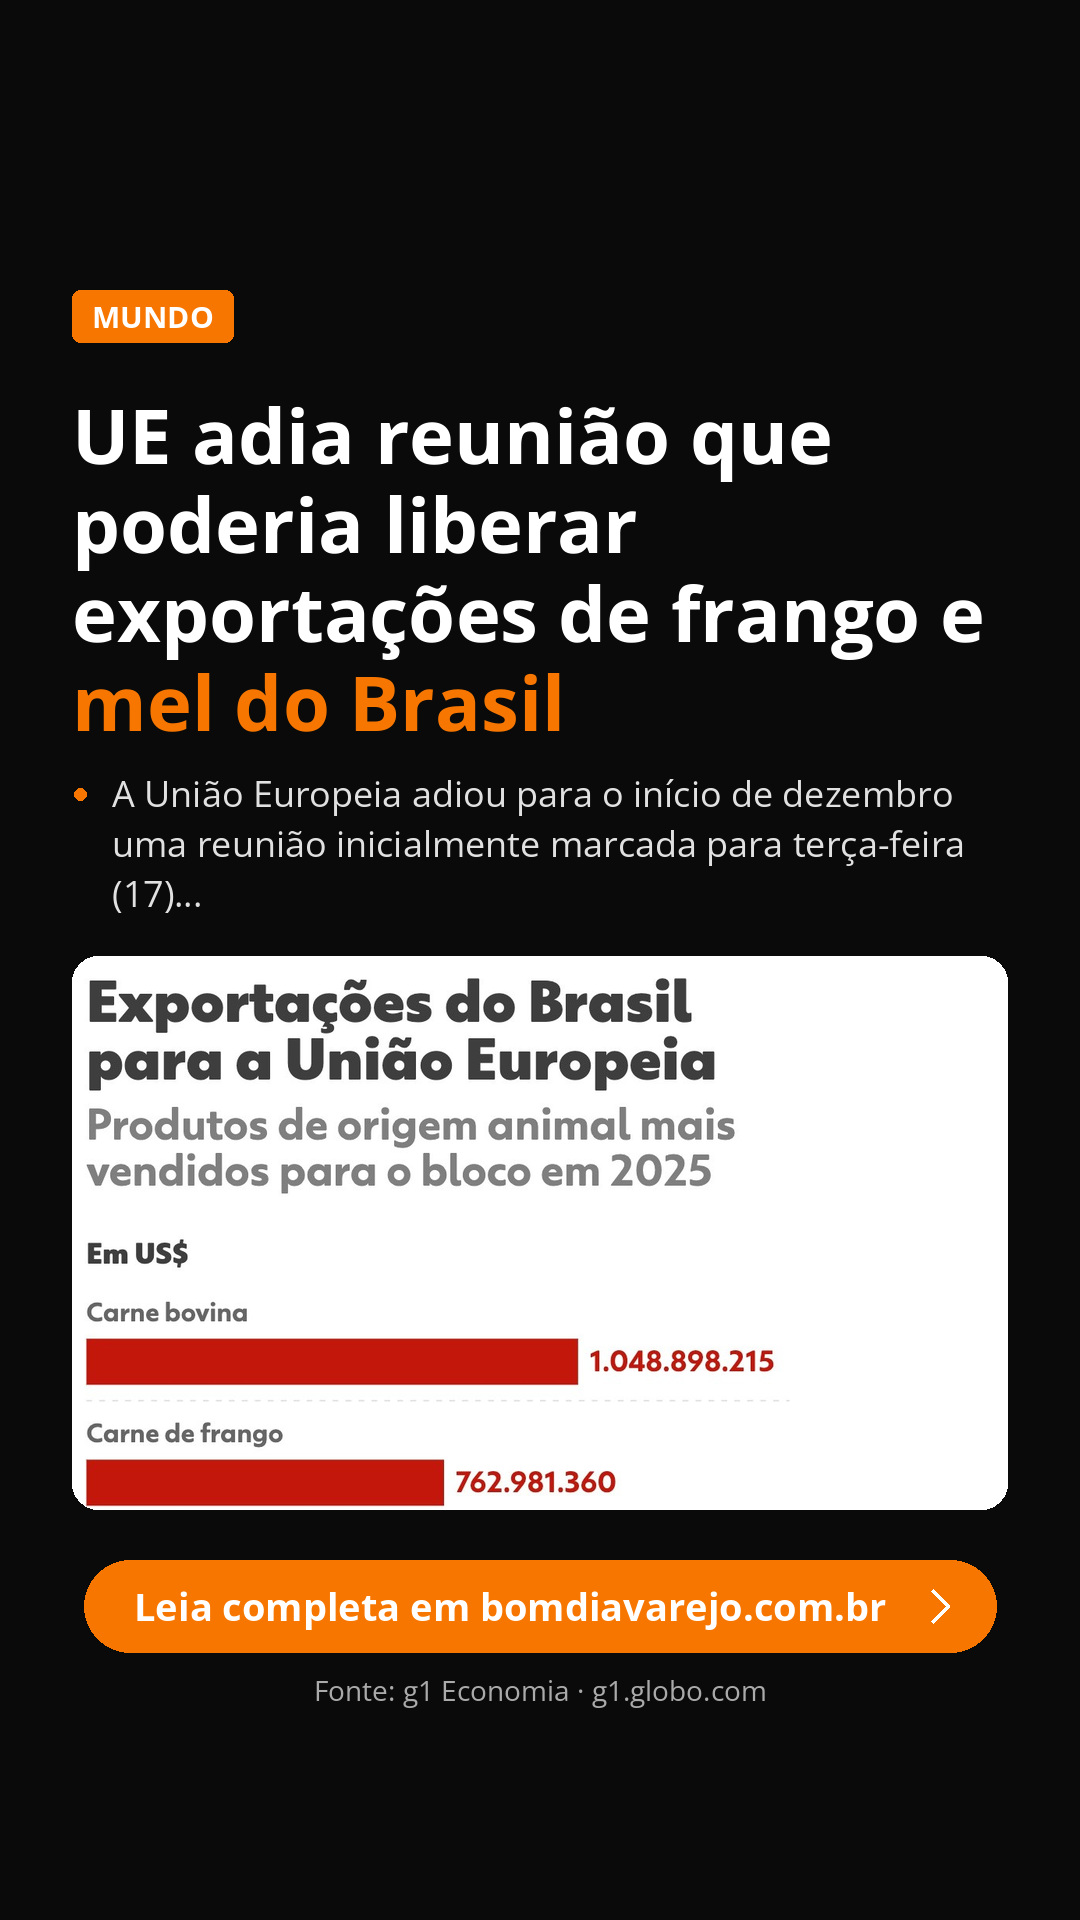 MUNDO
UE adia reunião que
poderia liberar
exportações de frango e
mel do Brasil
A União Europeia adiou para o início de dezembro
uma reunião inicialmente marcada para terça-feira
(17)...
Exportações do Brasil
para a União Europeia
Produtos de origem animal mais
vendidos para o bloco em 2025
Em US$
Carne bovina
1.048.898.215
Carne de frango
762.981.360
Leia completa em bomdiavarejo.com.br
Fonte: g1 Economia · g1.globo.com